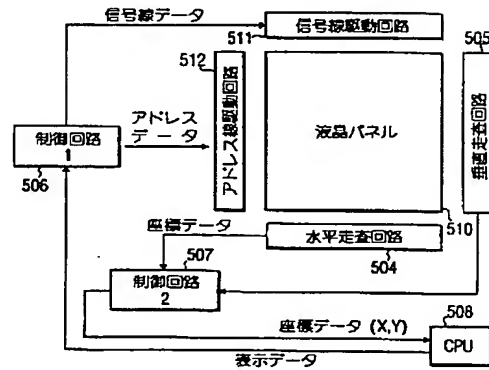 信号線データ
511
信号線駆動回路
505
512
アドレス線駆動回路
液晶パネル
垂直走査回路
アドレス
データ
制御回路
1
506
510
座標データ
水平走査回路
507
504
制御回路
2
座標データ (X,Y)
508
CPU
表示データ